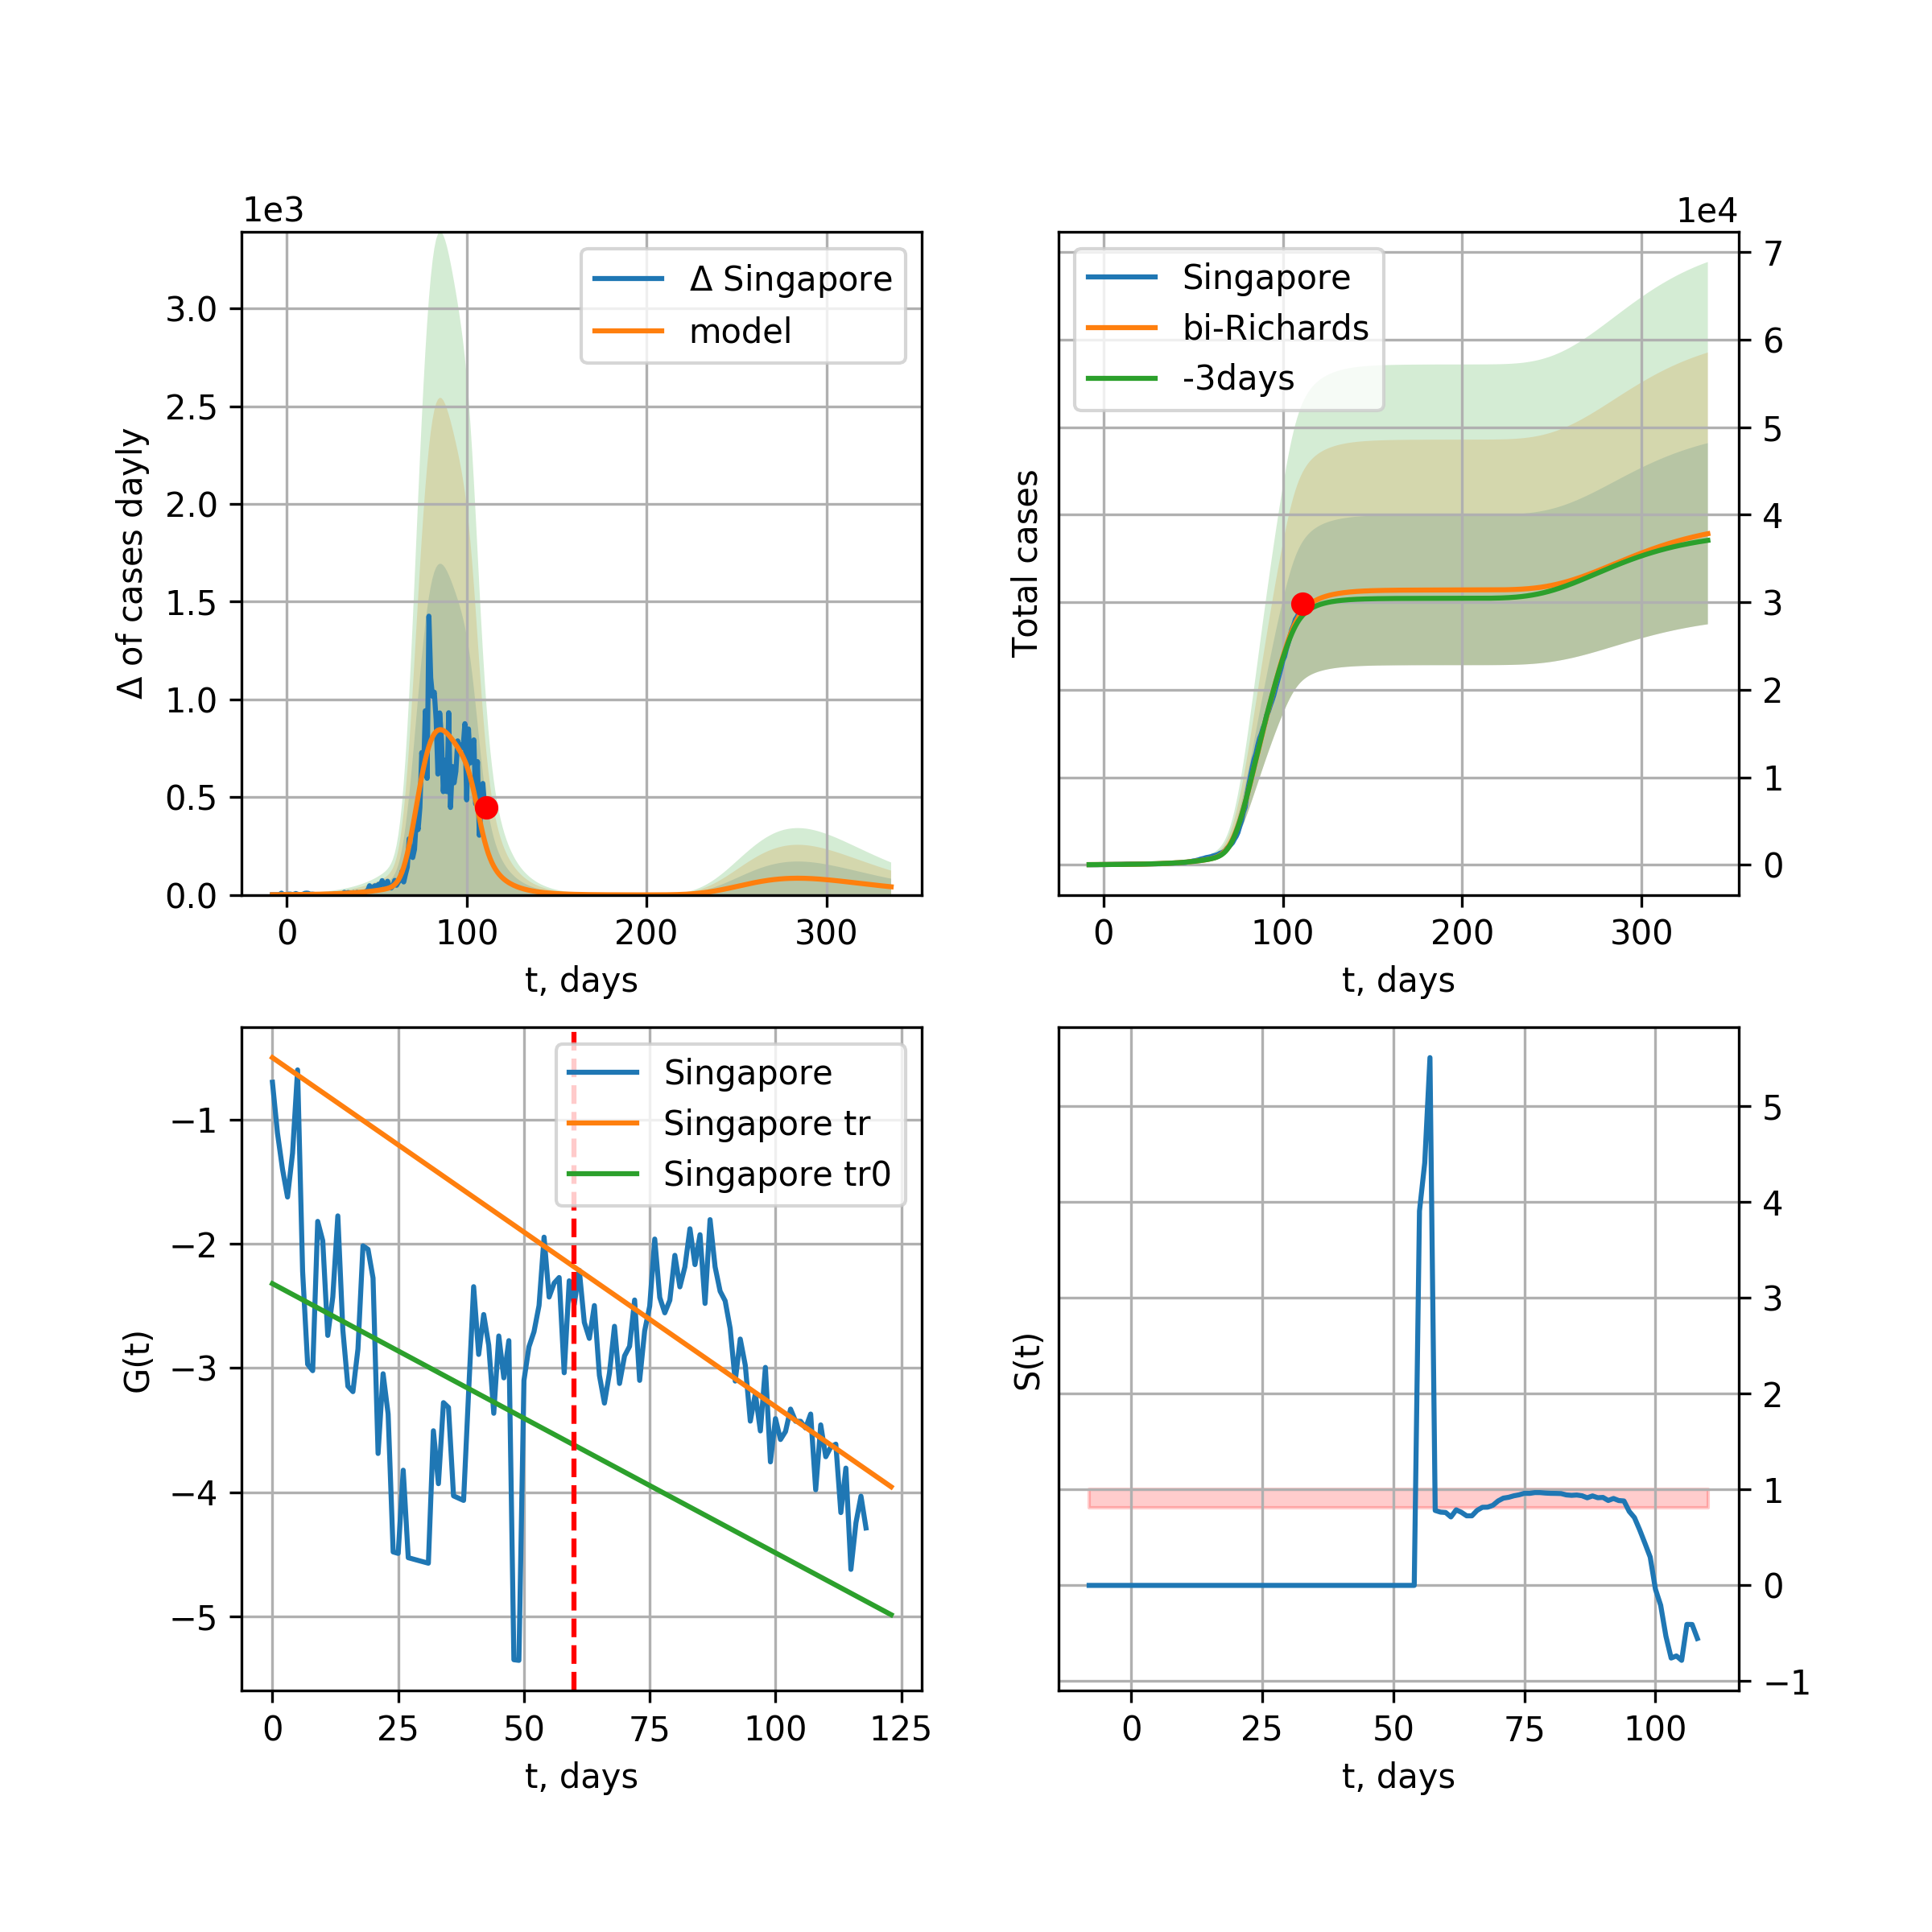 1e3
Δ of cases dayly
3.0
2.5
2.0
1.5
1.0
0.5
0.0
0 100 200 300
t, days
Δ Singapore
model
1e4
Total cases
7
6
5
4
3
2
1
0
0 100 200 300
t, days
Singapore
bi-Richards
-3days
G(t)
−1
−2
−3
−4
−5
0 25 50 75 100 125
t, days
Singapore
Singapore tr
Singapore tr0
S(t)
5
4
3
2
1
0
−1
0 25 50 75 100
t, days